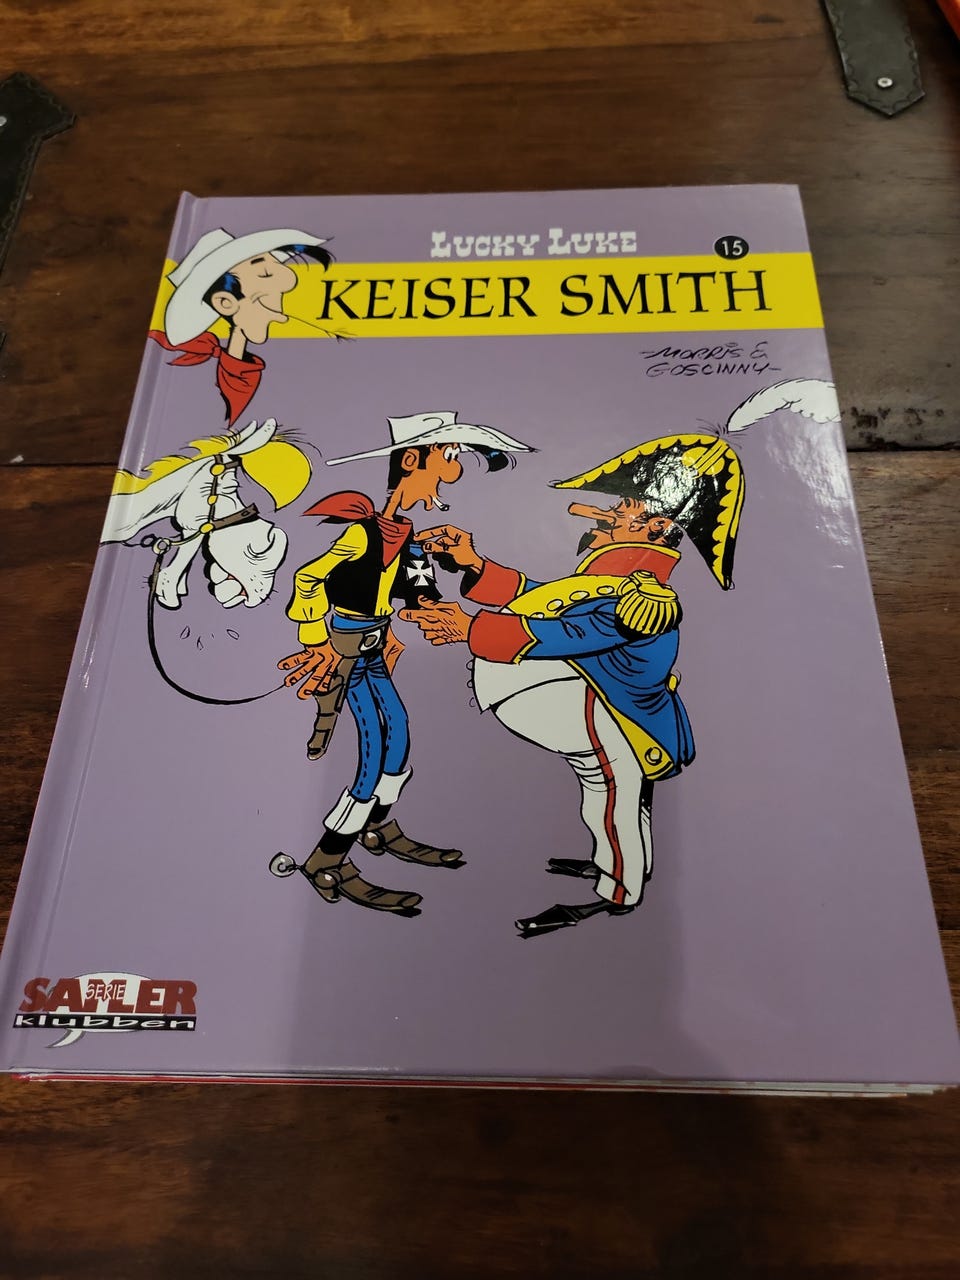 LUCKY LUKE
15
KEISER SMITH
-MORRIS &
GOSCINNY-
SAMLER
SERIE
klubben